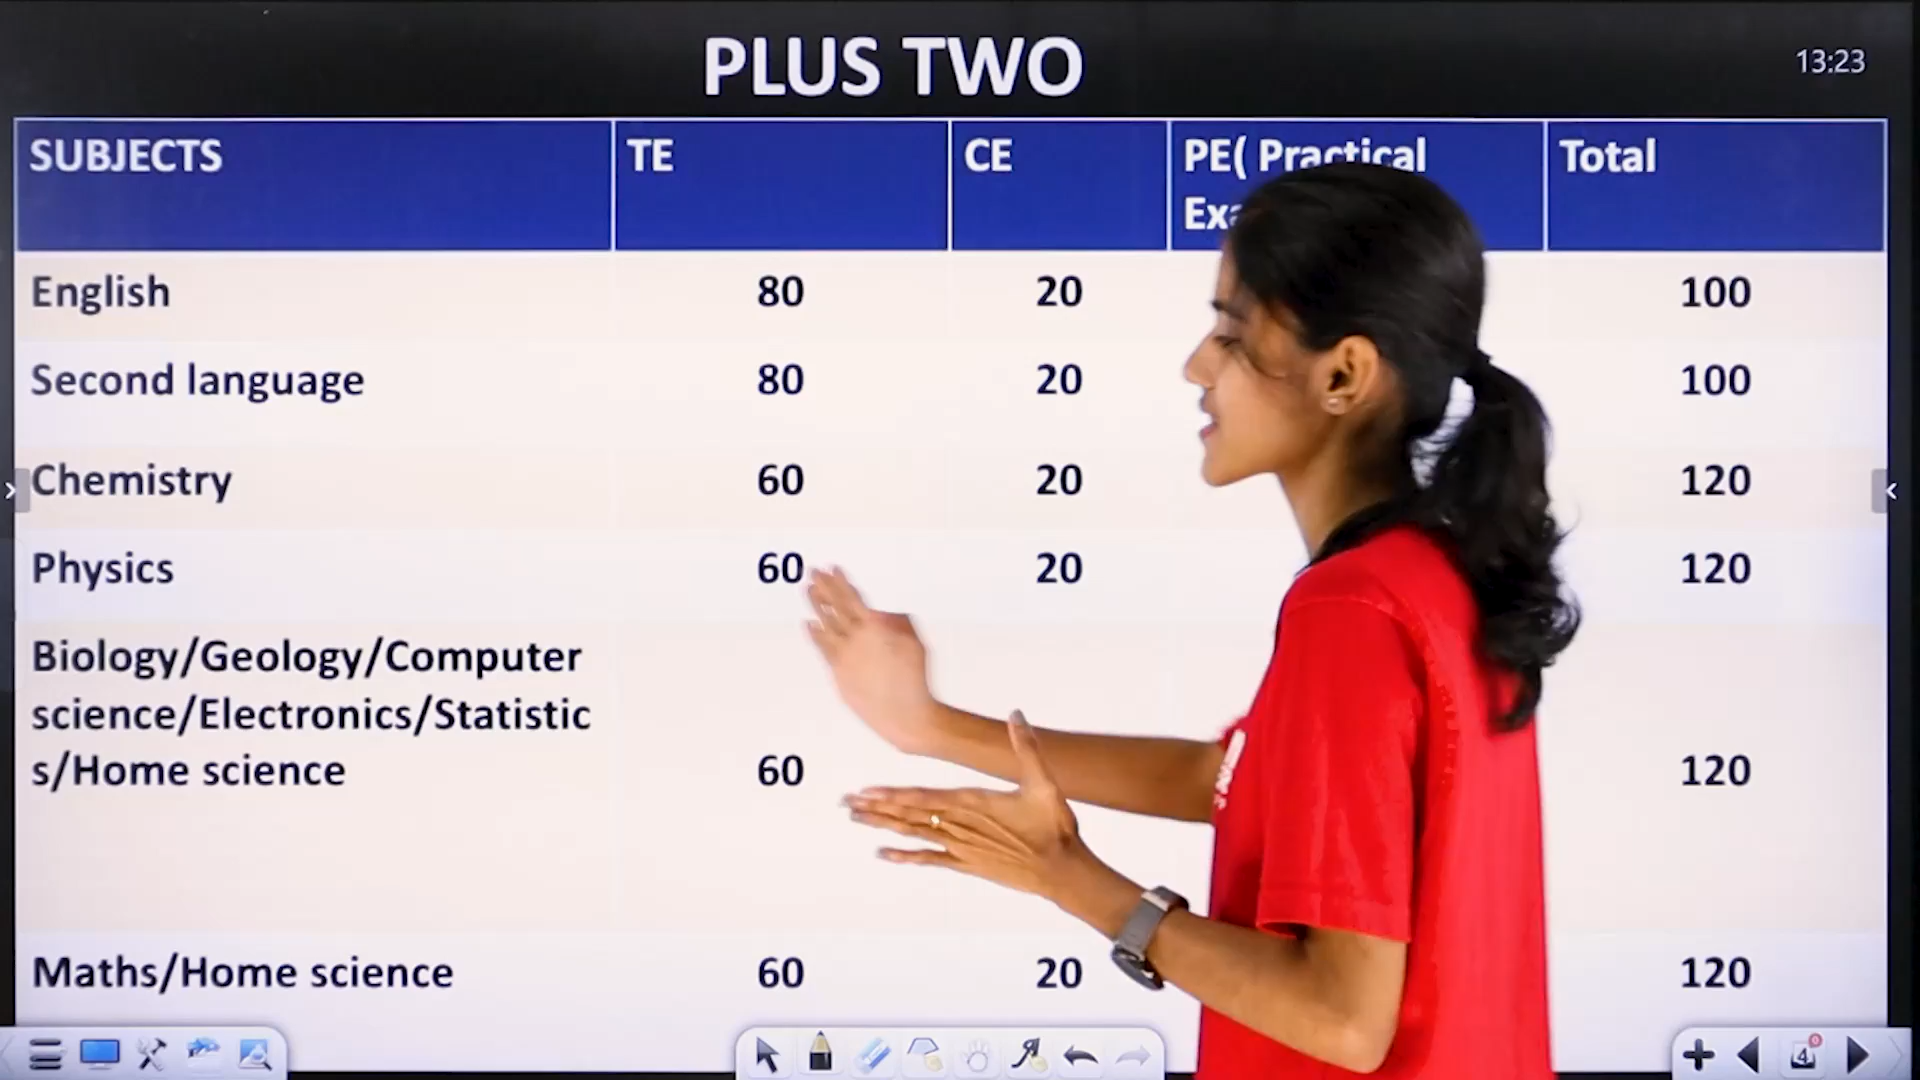 PLUS TWO
13:23
SUBJECTS TE CE PE( Practical Total
English 80 20 100
Second language 80 20 100
Chemistry 60 20 120
Physics 60 20 120
Biology/Geology/Computer
science/Electronics/Statistic
s/Home science 60 120
Maths/Home science 60 20 120
4